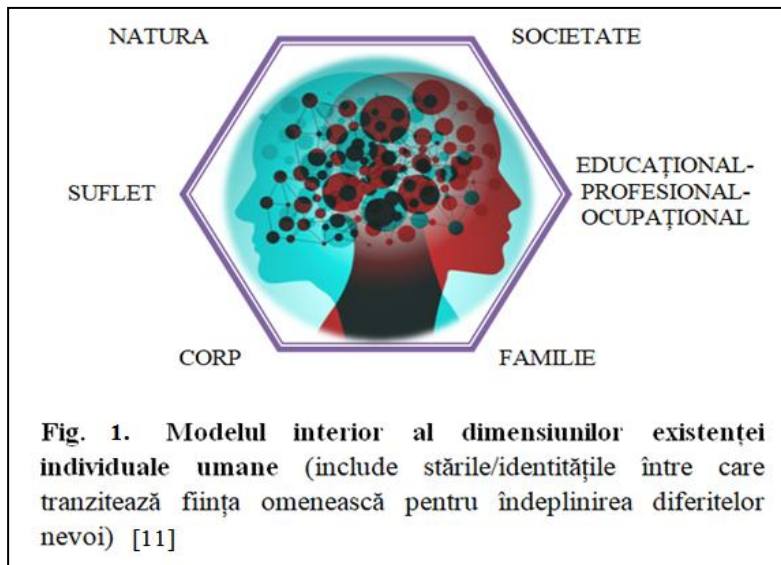 NATURA
SOCIETATE
SUFLET
EDUCAȚIONAL-
PROFESIONAL-
OCUPAȚIONAL
CORP
FAMILIE
Fig. 1. Modelul interior al dimensiunilor existenței
individuale umane (include stările/identitățile între care
tranzitează ființa omenească pentru îndeplinirea diferitelor
nevoi) [11]